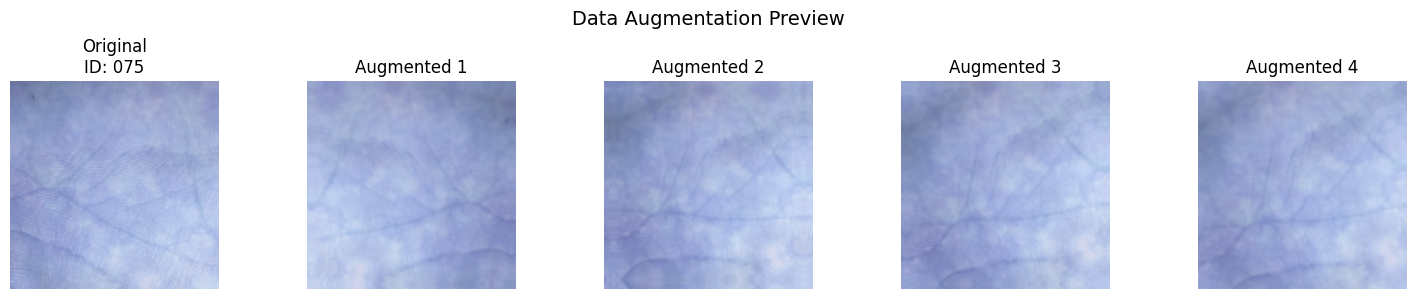 Data Augmentation Preview
Original
ID: 075
Augmented 1
Augmented 2
Augmented 3
Augmented 4